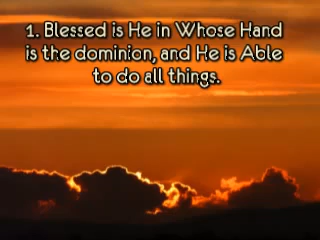 1. Blessed is He in Whose Hand
is the dominion, and He is Able
to do all things.